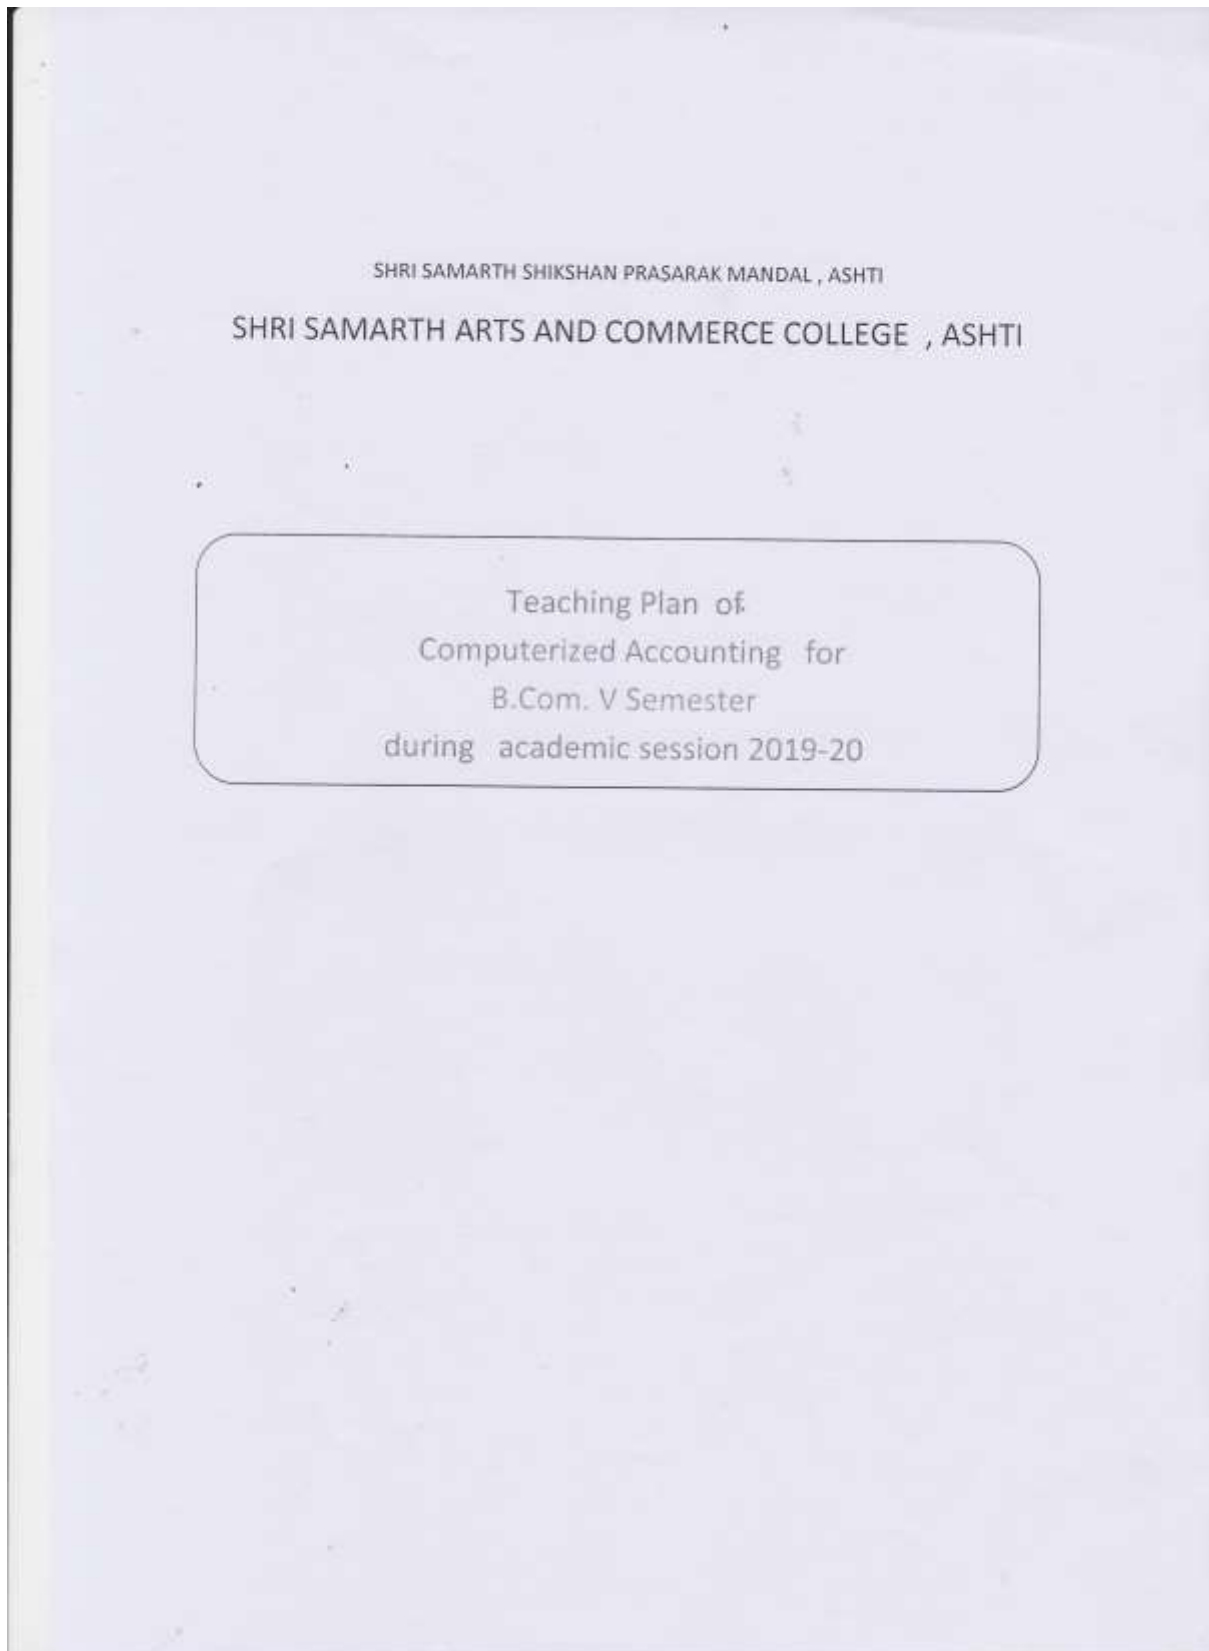 SHRI SAMARTH SHIKSHAN PRASARAK MANDAL , ASHTI
SHRI SAMARTH ARTS AND COMMERCE COLLEGE , ASHTI
Teaching Plan of
Computerized Accounting for
B.Com. V Semester
during academic session 2019-20